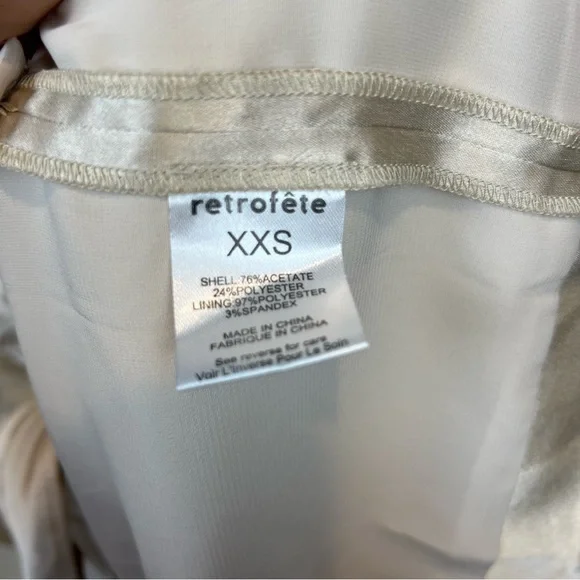 retrofête
XXS
SHELL:76%ACETATE
24%POLYESTER
LINING:97%POLYESTER
3%SPANDEX
MADE IN CHINA
FABRIQUE IN CHINA
See reverse for care
Voir L'Inverse Pour Le Soin